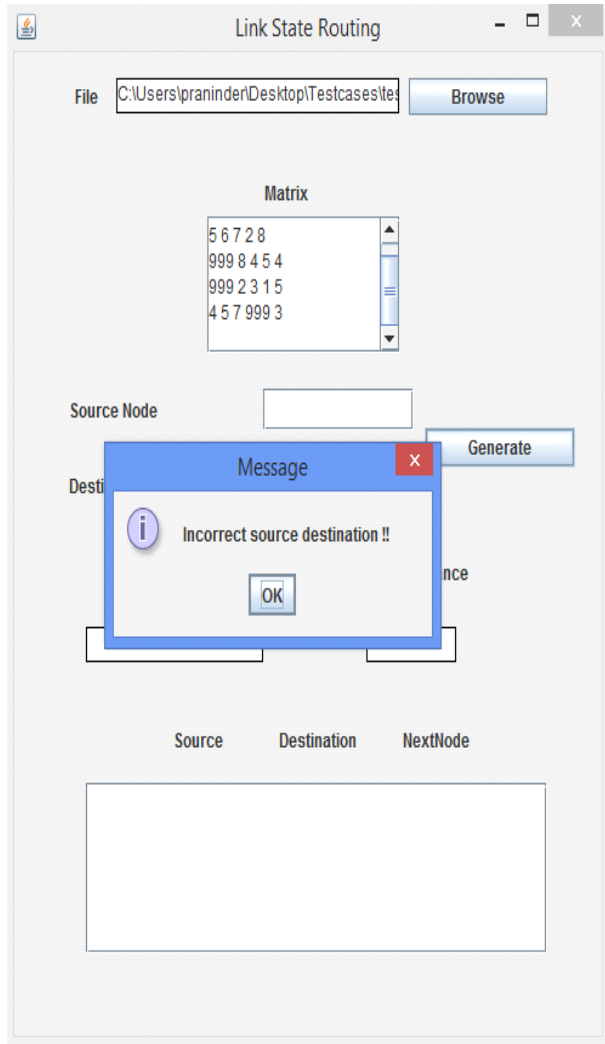 Link State Routing
File C:\Users\praninder\Desktop\Testcases\tes Browse
Matrix
5 6 7 2 8
999 8 4 5 4
999 2 3 1 5
4 5 7 999 3
Source Node
Generate
Message
Incorrect source destination !!
OK
Source Destination NextNode